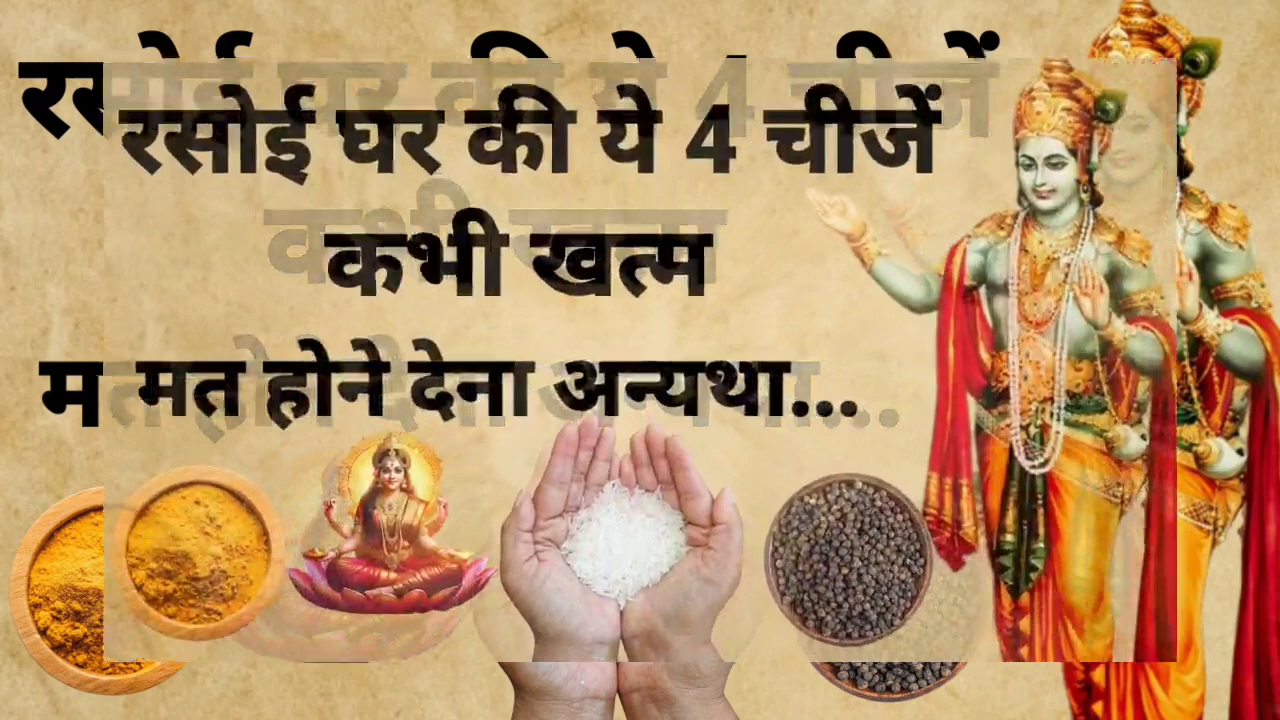 रसोई घर की ये 4 चीजें
कभी खत्म
मत होने देना अन्यथा...